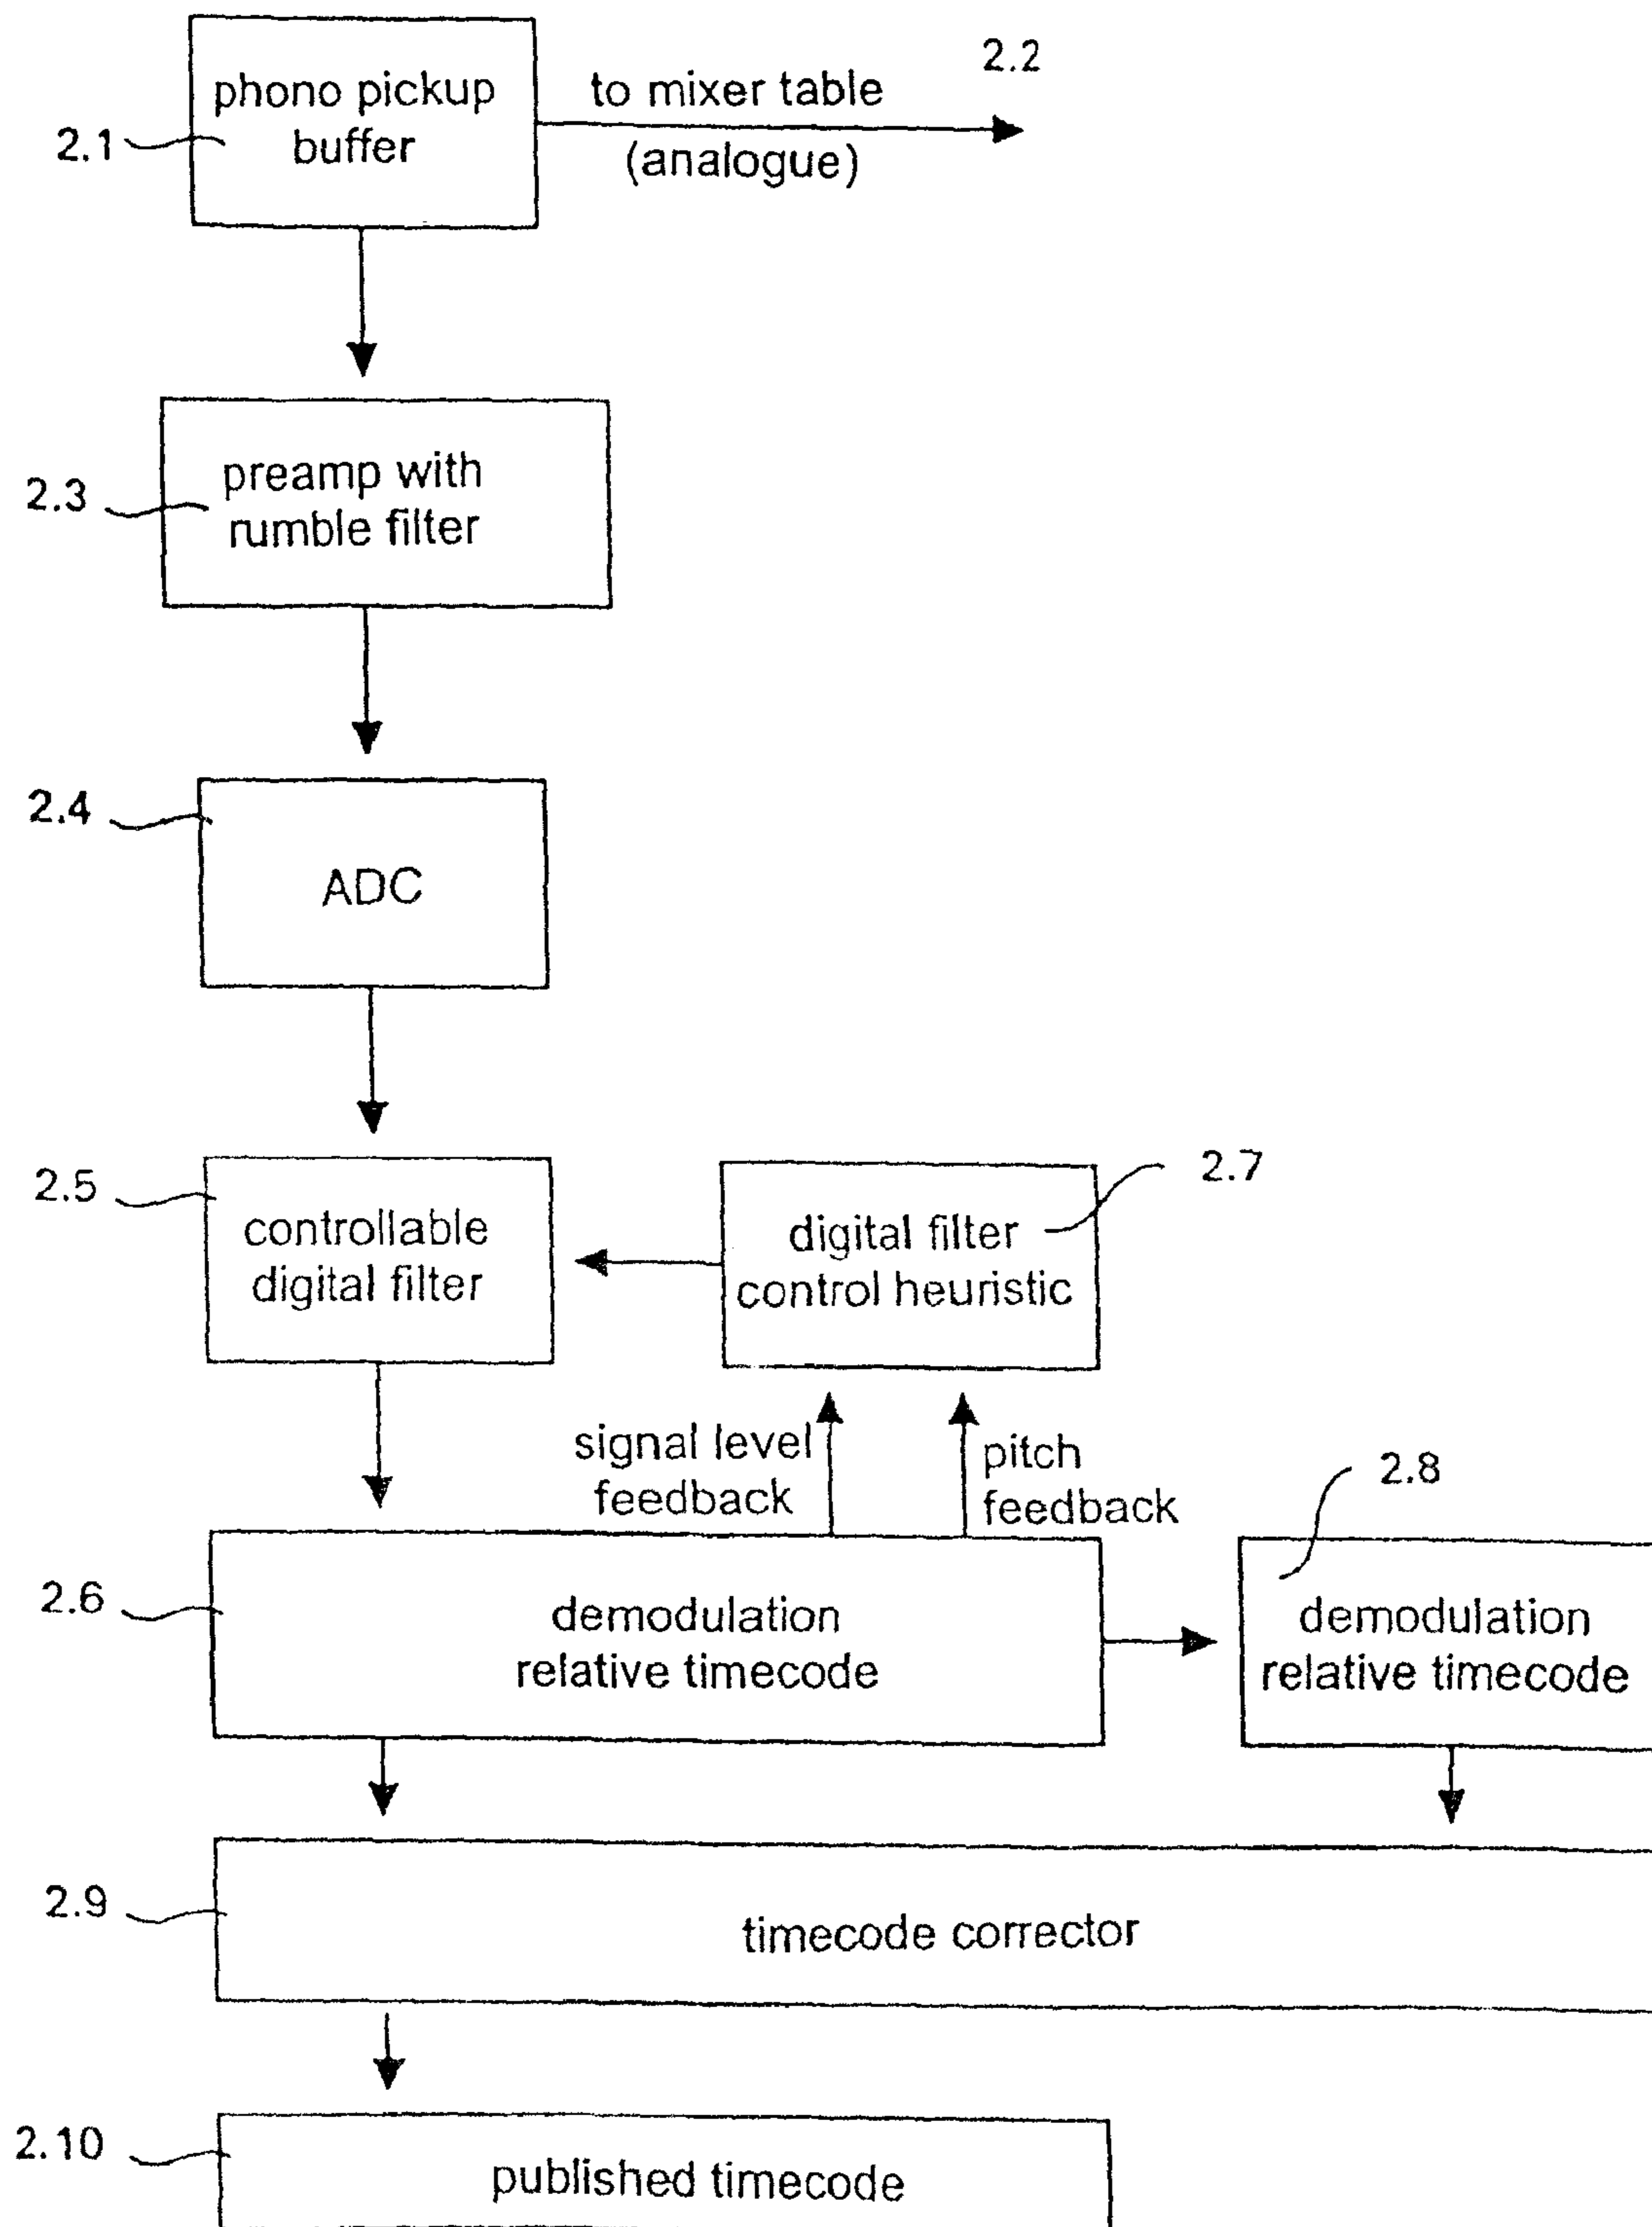 2.2
phono pickup
buffer
to mixer table
(analogue)
2.1
preamp with
rumble filter
2.3
2.4
ADC
2.5
controllable
digital filter
digital filter
control heuristic
2.7
signal level
feedback
pitch
feedback
2.8
2.6
demodulation
relative timecode
demodulation
relative timecode
2.9
timecode corrector
2.10
published timecode